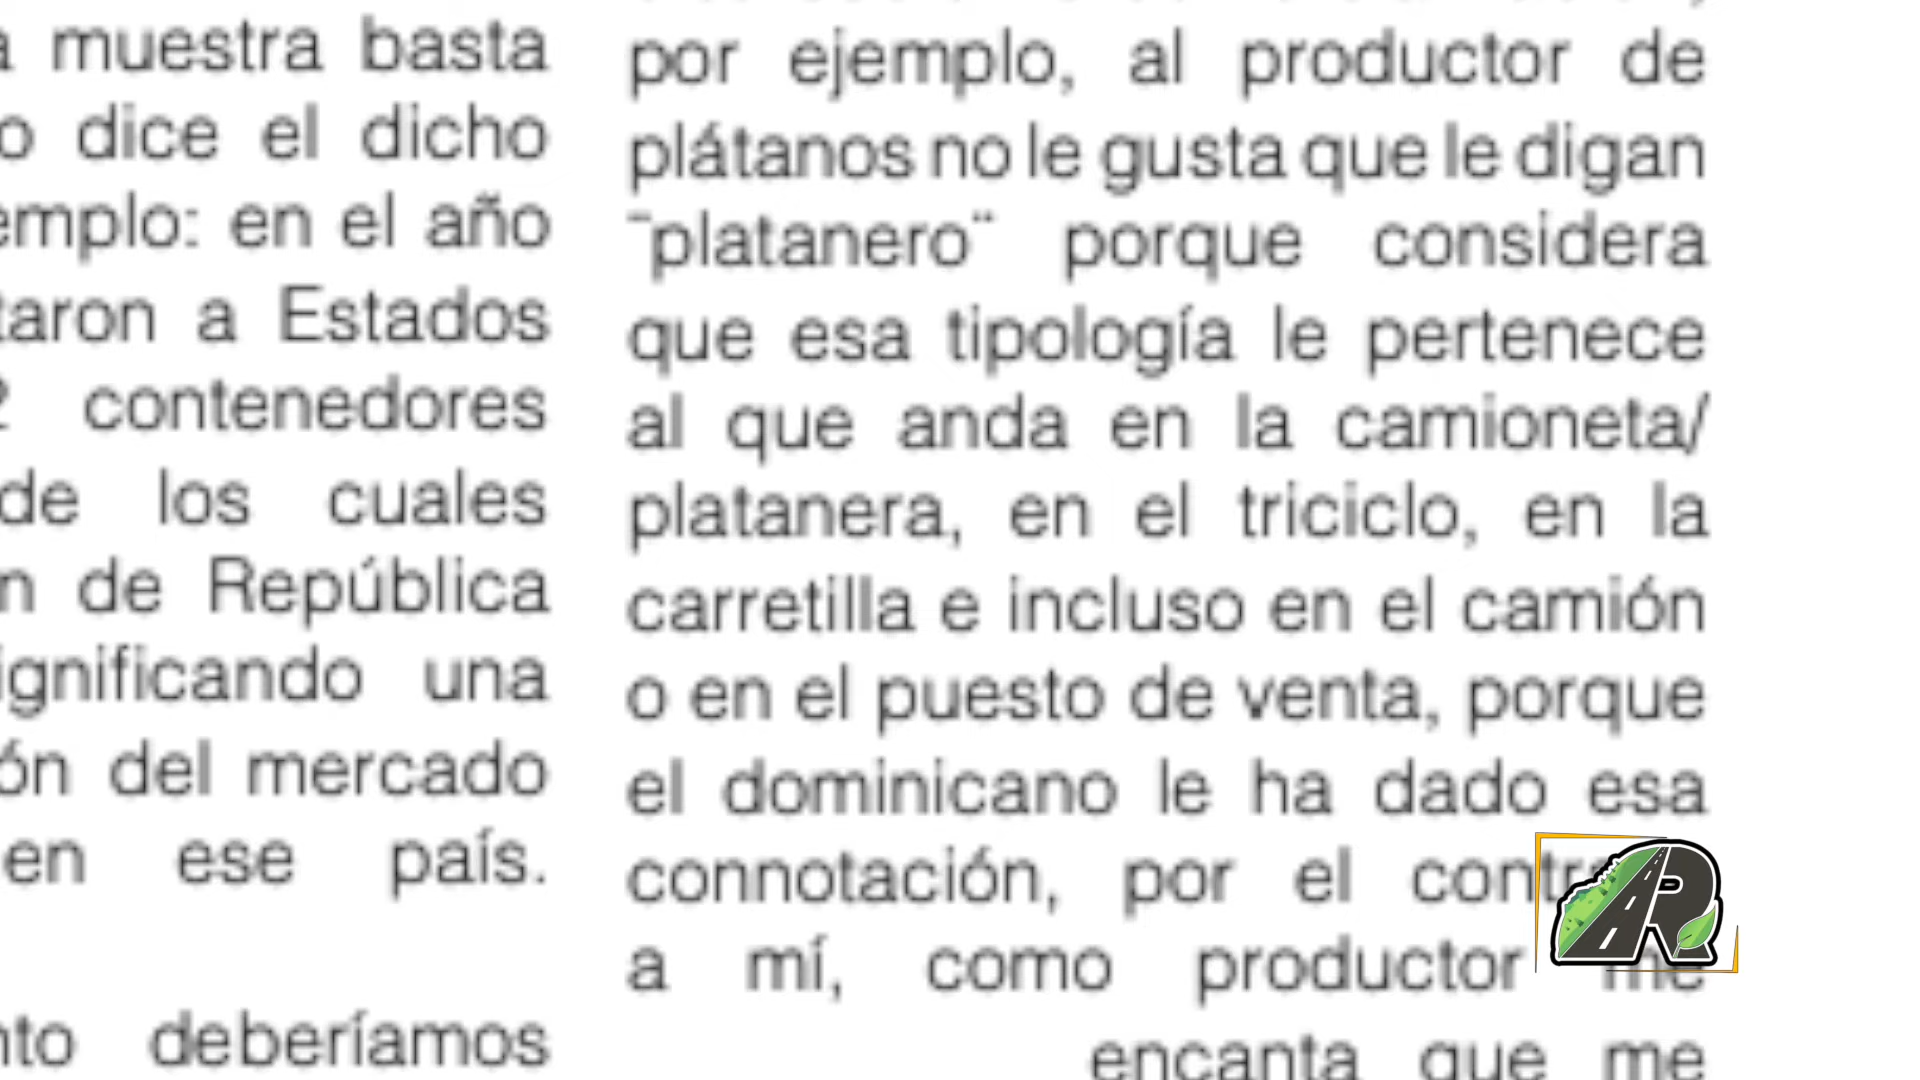 muestra basta
o dice el dicho
emplo: en el año
taron a Estados
contenedores
de los cuales
n de República
ignificando una
ón del mercado
en ese país.
nto deberíamos
por ejemplo, al productor de
plátanos no le gusta que le digan
¨platanero¨ porque considera
que esa tipología le pertenece
al que anda en la camioneta/
platanera, en el triciclo, en la
carretilla e incluso en el camión
o en el puesto de venta, porque
el dominicano le ha dado esa
connotación, por el contr
a mí, como productor me
encanta que me